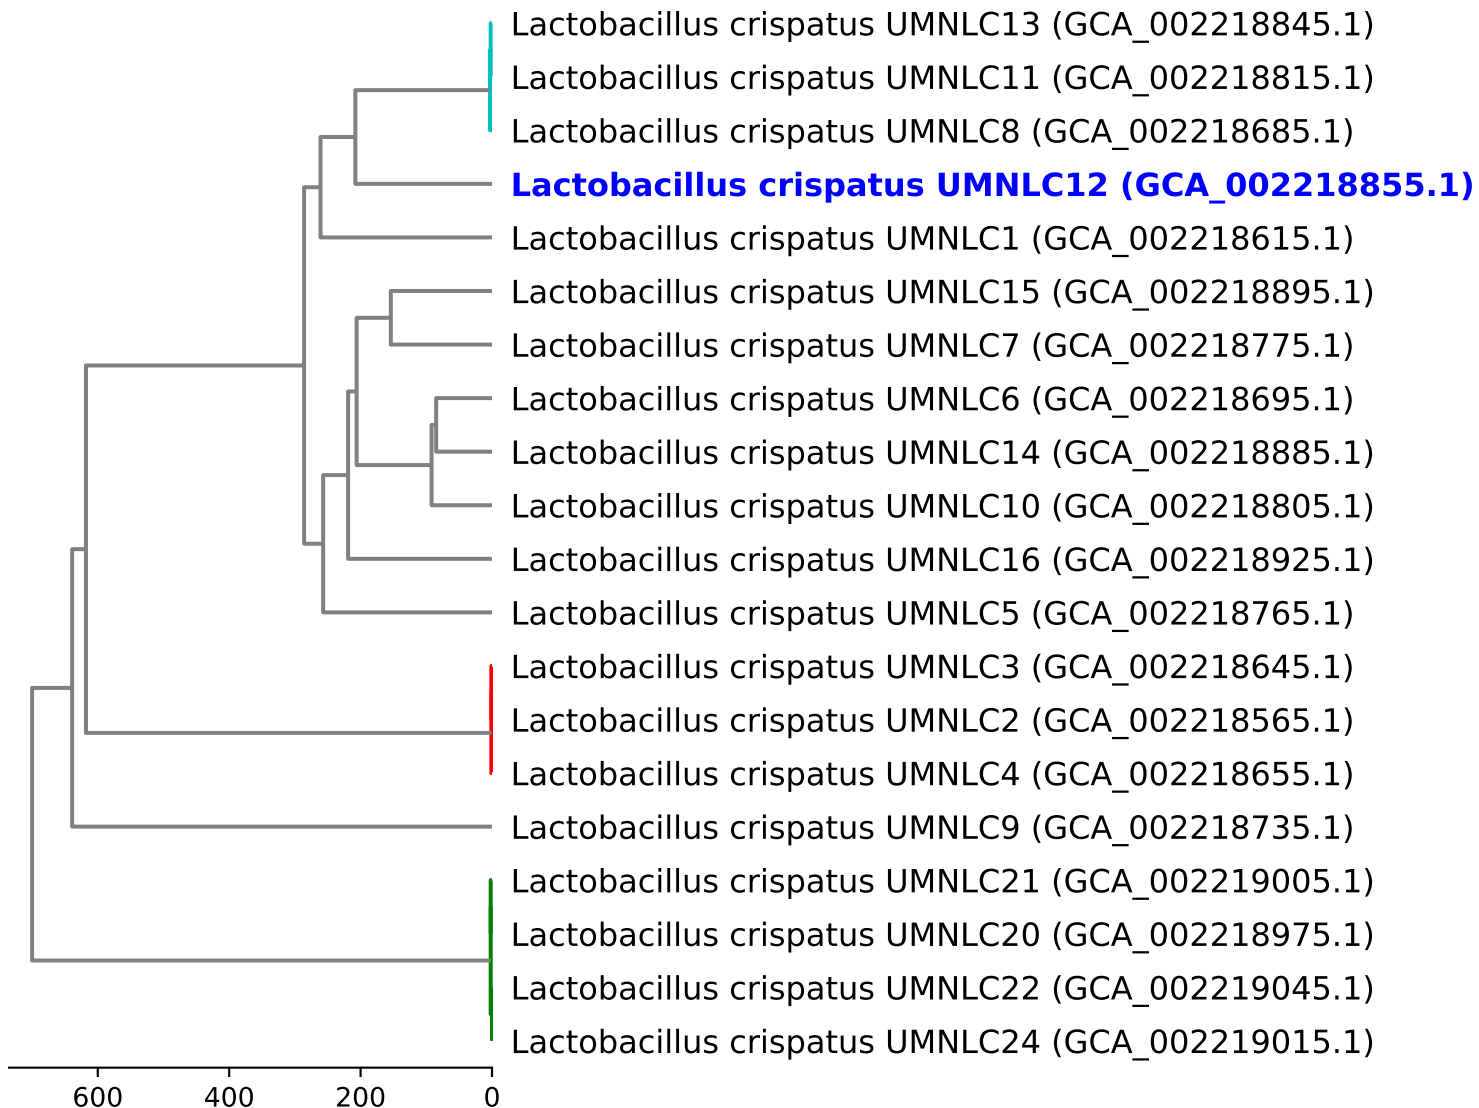 Lactobacillus crispatus UMNLC13 (GCA_002218845.1)
Lactobacillus crispatus UMNLC11 (GCA_002218815.1)
Lactobacillus crispatus UMNLC8 (GCA_002218685.1)
Lactobacillus crispatus UMNLC12 (GCA_002218855.1)
Lactobacillus crispatus UMNLC1 (GCA_002218615.1)
Lactobacillus crispatus UMNLC15 (GCA_002218895.1)
Lactobacillus crispatus UMNLC7 (GCA_002218775.1)
Lactobacillus crispatus UMNLC6 (GCA_002218695.1)
Lactobacillus crispatus UMNLC14 (GCA_002218885.1)
Lactobacillus crispatus UMNLC10 (GCA_002218805.1)
Lactobacillus crispatus UMNLC16 (GCA_002218925.1)
Lactobacillus crispatus UMNLC5 (GCA_002218765.1)
Lactobacillus crispatus UMNLC3 (GCA_002218645.1)
Lactobacillus crispatus UMNLC2 (GCA_002218565.1)
Lactobacillus crispatus UMNLC4 (GCA_002218655.1)
Lactobacillus crispatus UMNLC9 (GCA_002218735.1)
Lactobacillus crispatus UMNLC21 (GCA_002219005.1)
Lactobacillus crispatus UMNLC20 (GCA_002218975.1)
Lactobacillus crispatus UMNLC22 (GCA_002219045.1)
Lactobacillus crispatus UMNLC24 (GCA_002219015.1)
600 400 200 0